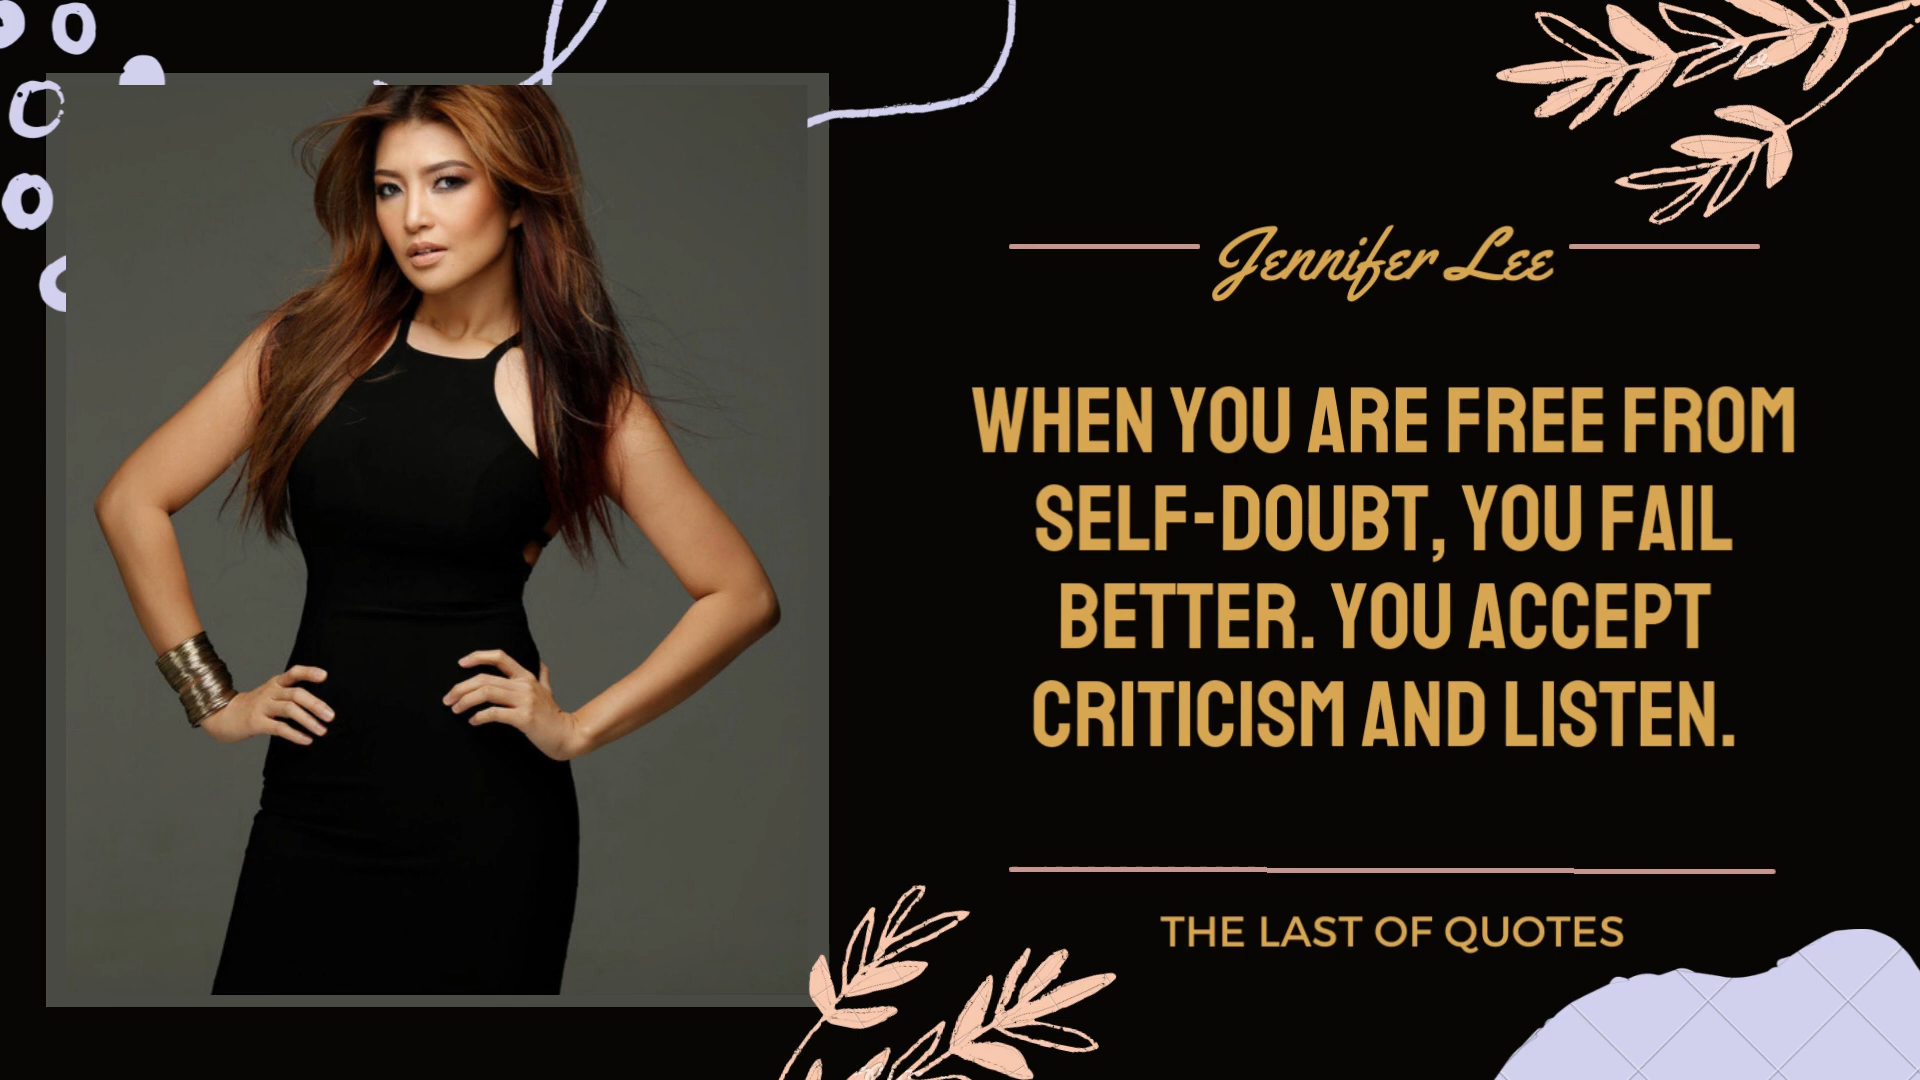 Jennifer Lee
WHEN YOU ARE FREE FROM
SELF-DOUBT, YOU FAIL
BETTER. YOU ACCEPT
CRITICISM AND LISTEN.
THE LAST OF QUOTES